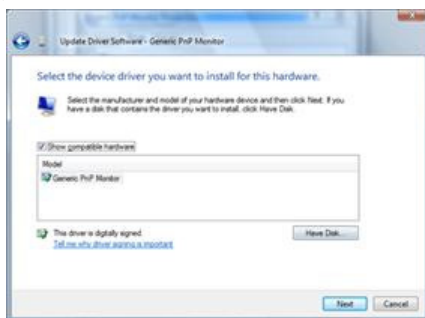 Update Driver Software - Generic PnP Monitor
Select the device driver you want to install for this hardware.
Select the manufacturer and model of your hardware device and then click Next. If you
have a disk that contains the driver you want to install, click Have Disk.
Show compatible hardware
Model
Generic PnP Monitor
This driver is digitally signed.
Have Disk...
Tell me why driver signing is important
Next
Cancel